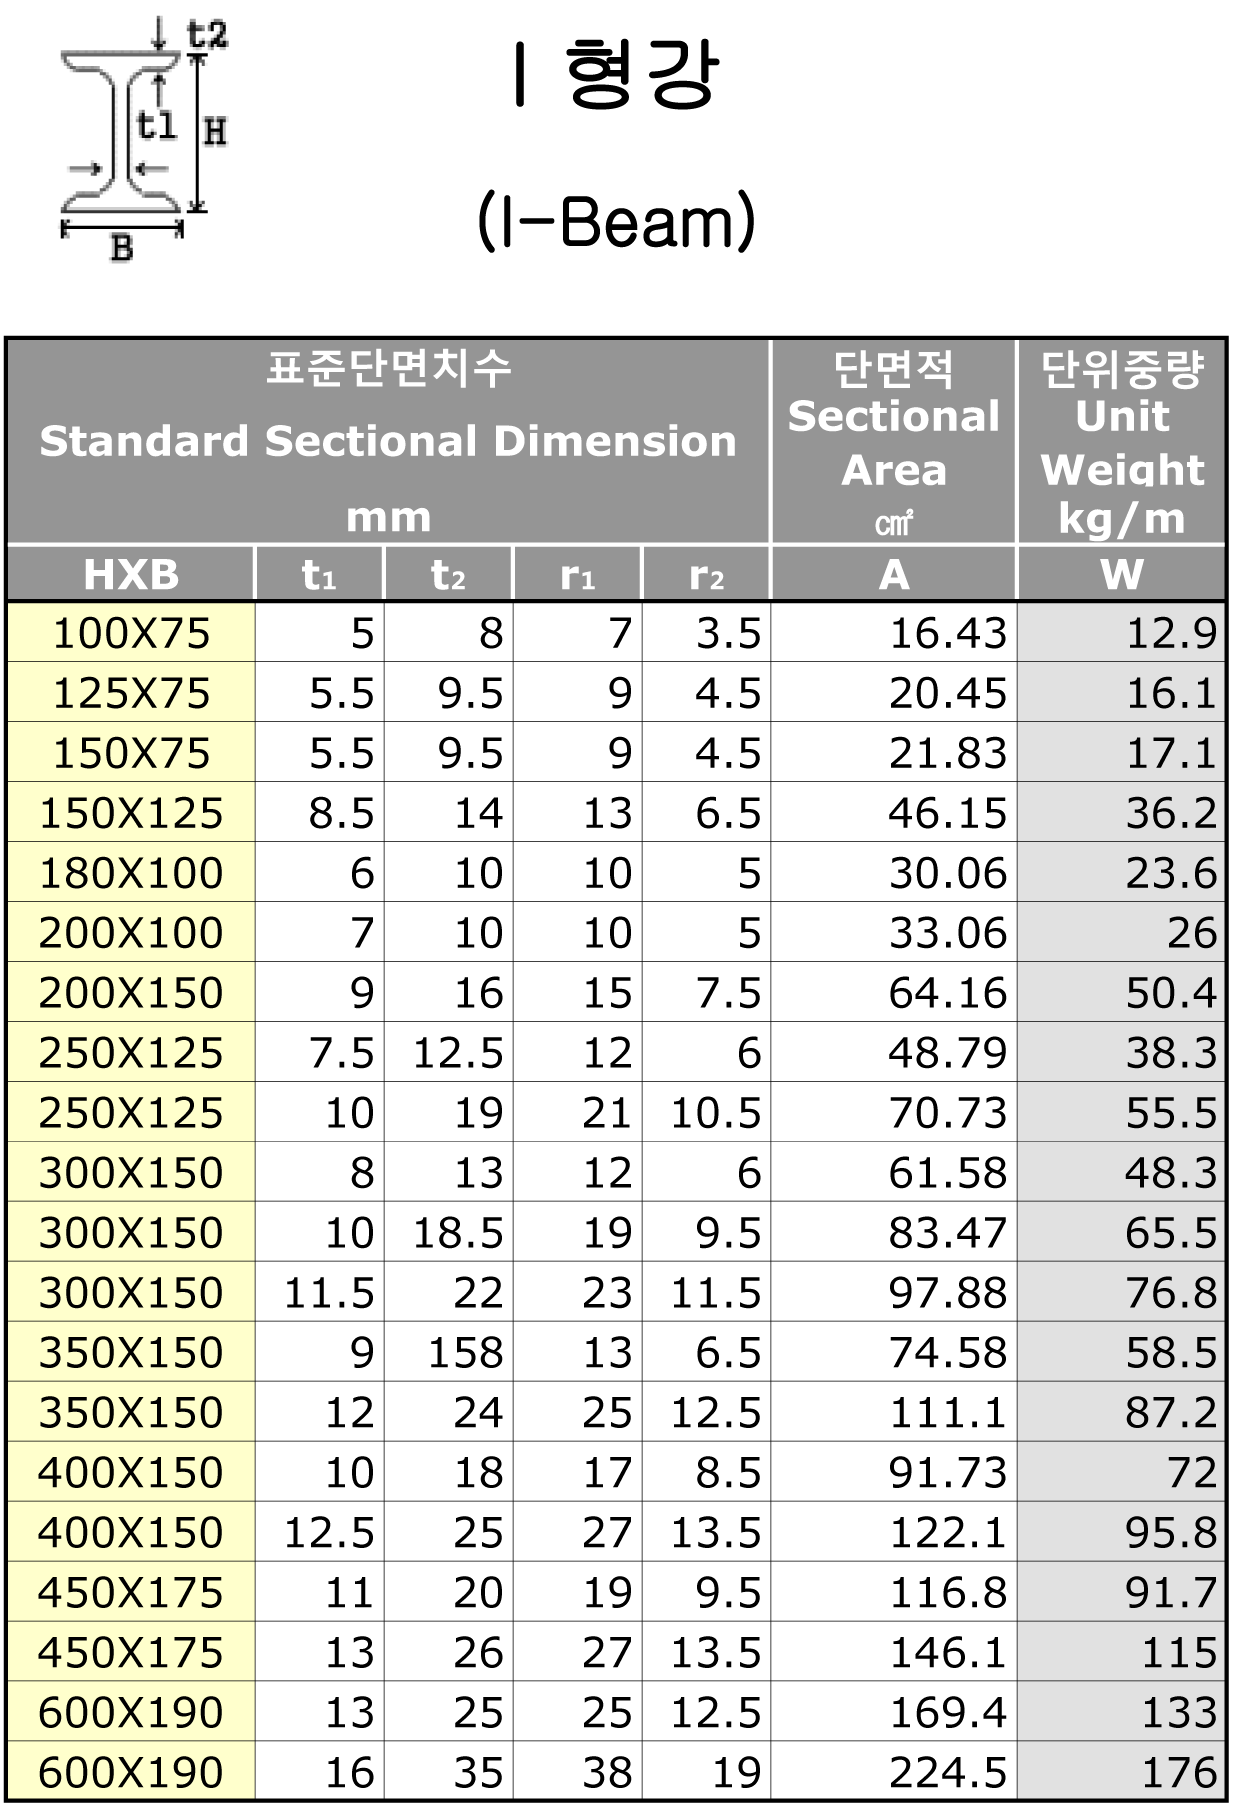 t2
t1
H
B
I 형강
(I-Beam)
표준단면치수
Standard Sectional Dimension
mm
단면적
Sectional
Area
㎠
단위중량
Unit
Weight
kg/m
HXB t1 t2 r1 r2 A W
100X75 5 8 7 3.5 16.43 12.9
125X75 5.5 9.5 9 4.5 20.45 16.1
150X75 5.5 9.5 9 4.5 21.83 17.1
150X125 8.5 14 13 6.5 46.15 36.2
180X100 6 10 10 5 30.06 23.6
200X100 7 10 10 5 33.06 26
200X150 9 16 15 7.5 64.16 50.4
250X125 7.5 12.5 12 6 48.79 38.3
250X125 10 19 21 10.5 70.73 55.5
300X150 8 13 12 6 61.58 48.3
300X150 10 18.5 19 9.5 83.47 65.5
300X150 11.5 22 23 11.5 97.88 76.8
350X150 9 158 13 6.5 74.58 58.5
350X150 12 24 25 12.5 111.1 87.2
400X150 10 18 17 8.5 91.73 72
400X150 12.5 25 27 13.5 122.1 95.8
450X175 11 20 19 9.5 116.8 91.7
450X175 13 26 27 13.5 146.1 115
600X190 13 25 25 12.5 169.4 133
600X190 16 35 38 19 224.5 176